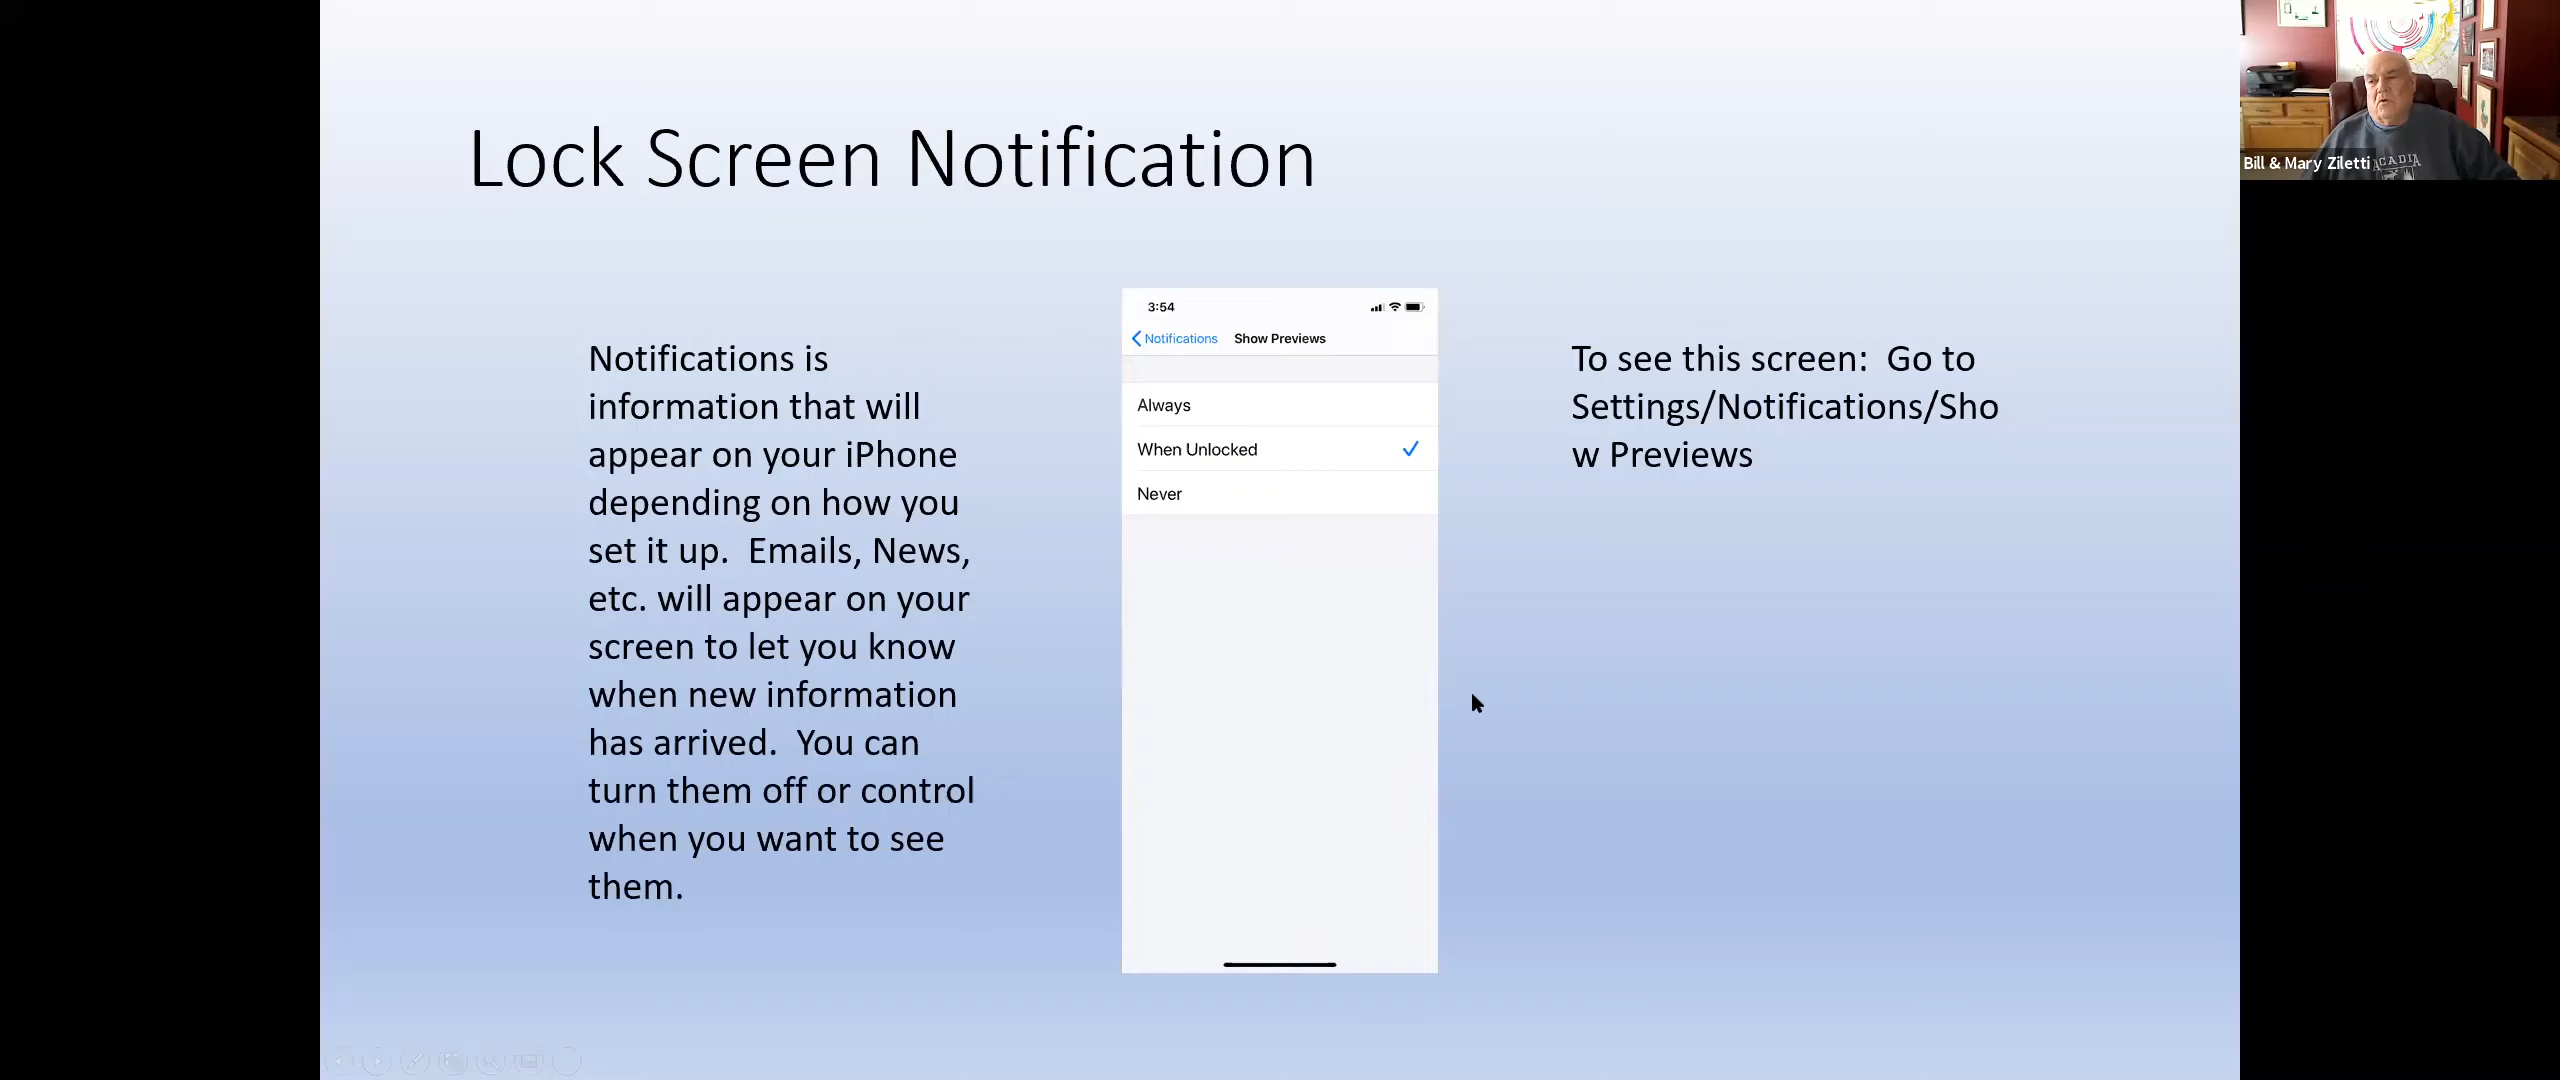 Lock Screen Notification
Notifications is
information that will
appear on your iPhone
depending on how you
set it up.  Emails, News,
etc. will appear on your
screen to let you know
when new information
has arrived.  You can
turn them off or control
when you want to see
them.
3:54
Notifications
Show Previews
Always
When Unlocked
Never
To see this screen:  Go to
Settings/Notifications/Sho
w Previews
Bill & Mary Ziletti